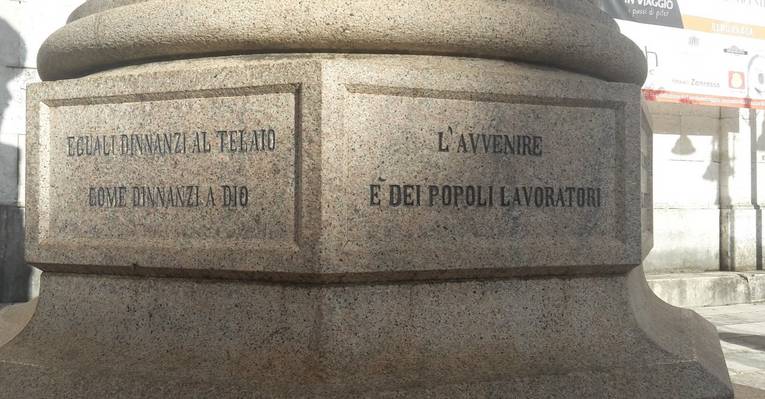 EGUALI DINNANZI AL TELAIO
COME DINNANZI A DIO
L'AVVENIRE
È DEI POPOLI LAVORATORI
IN VIAGGIO